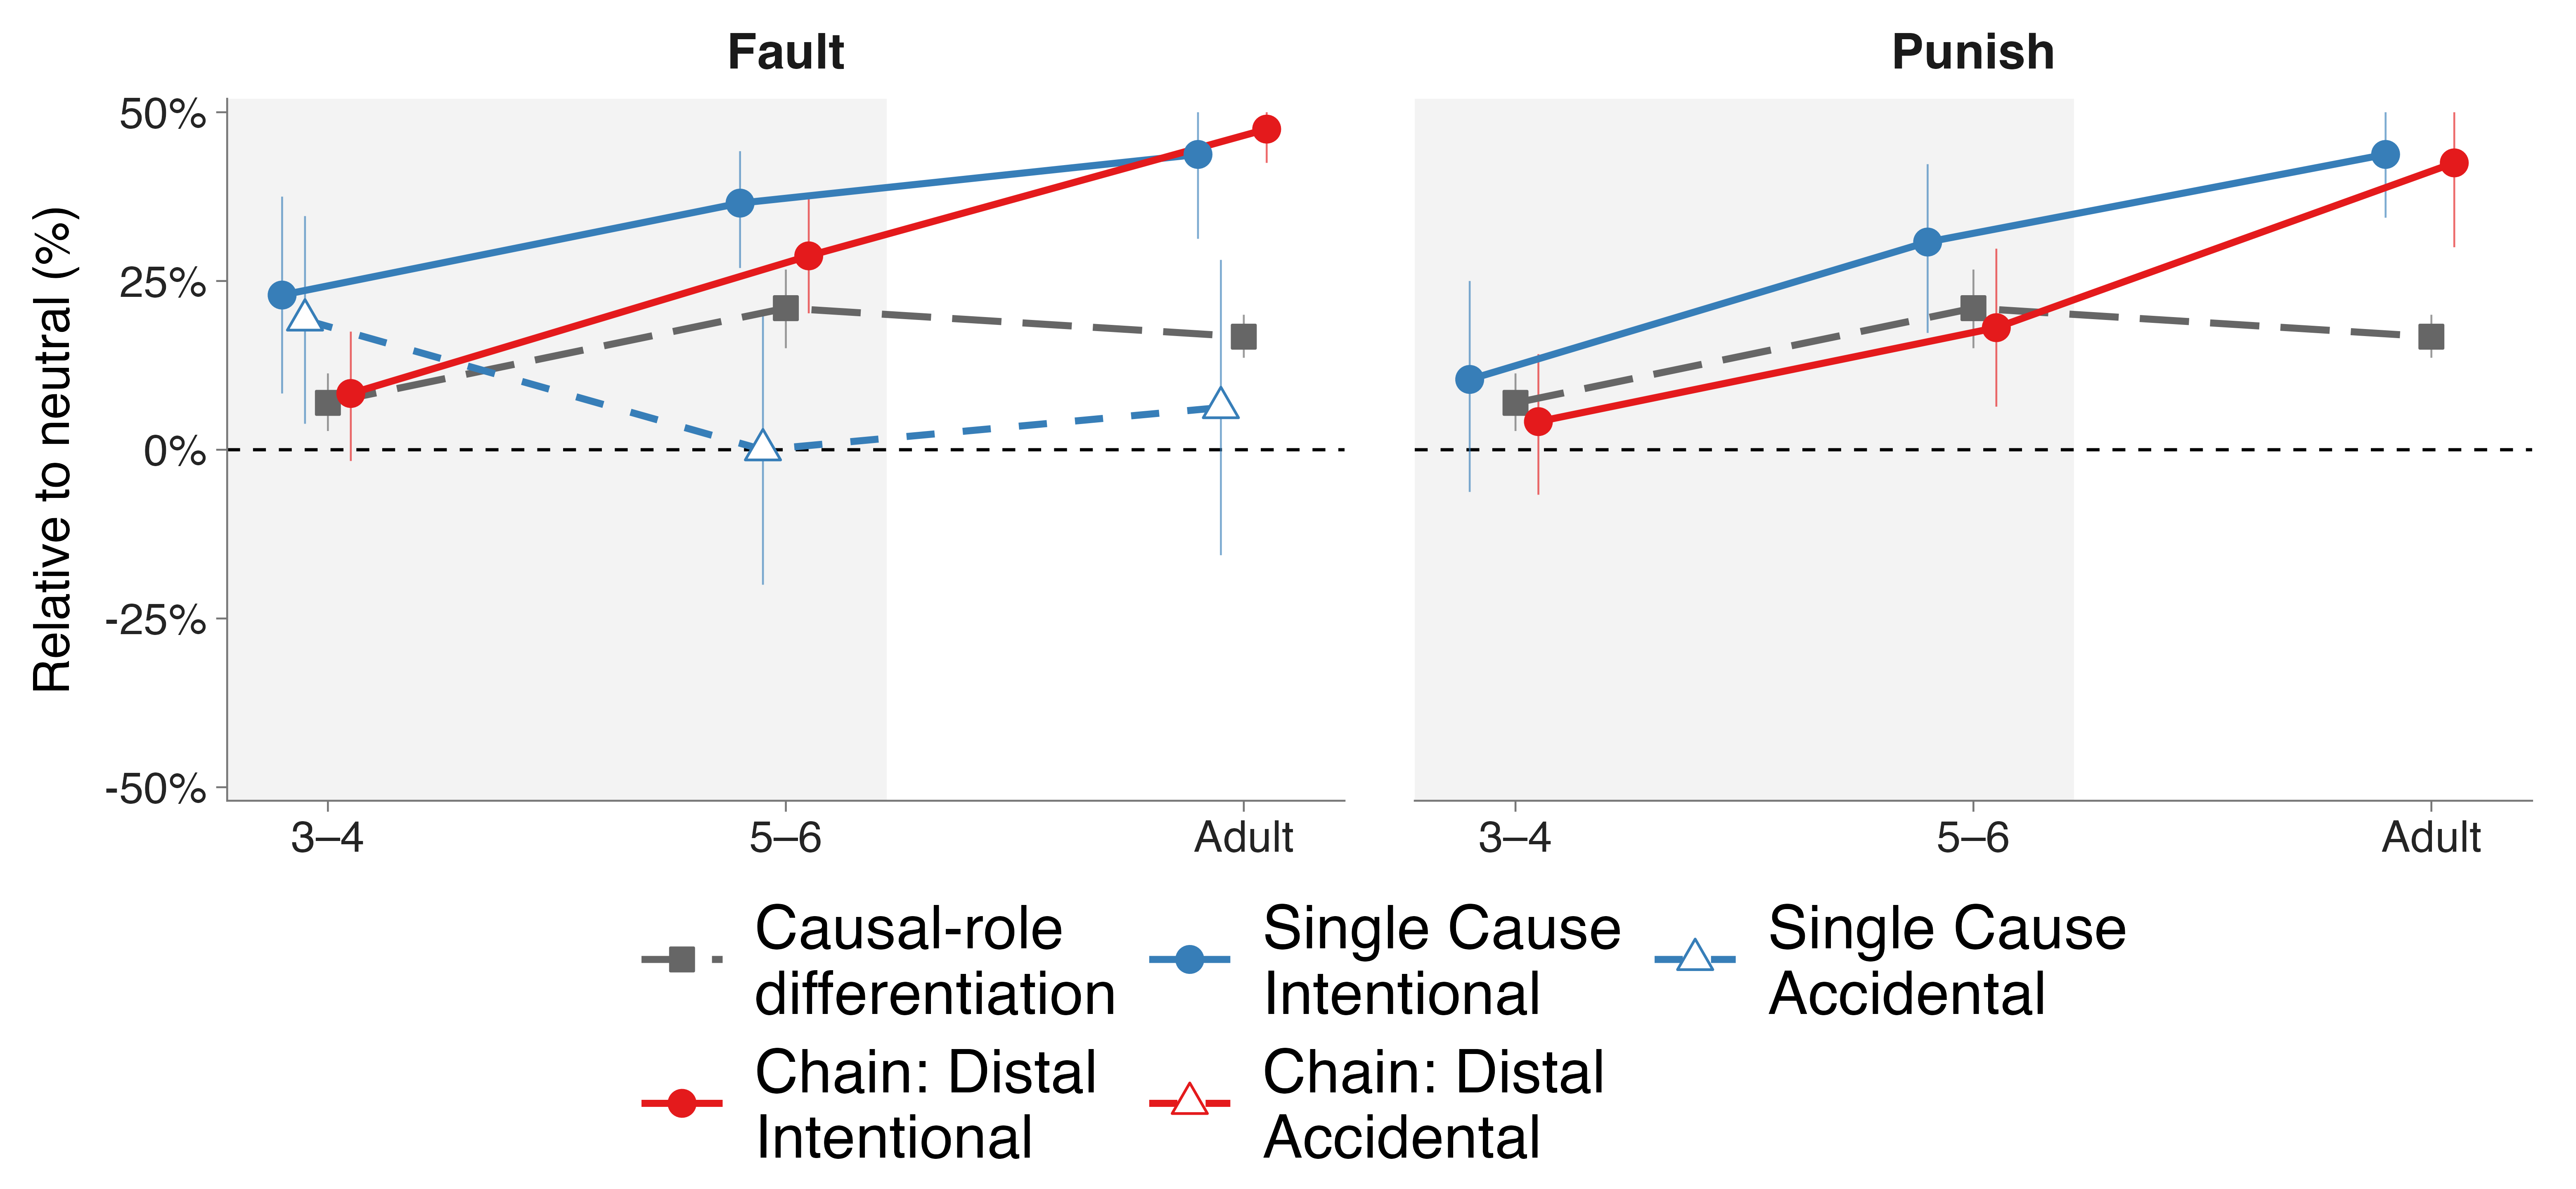 Fault
Punish
Relative to neutral (%)
50%
25%
0%
-25%
-50%
3–4
5–6
Adult
3–4
5–6
Adult
Causal-role
differentiation
Single Cause
Intentional
Single Cause
Accidental
Chain: Distal
Intentional
Chain: Distal
Accidental